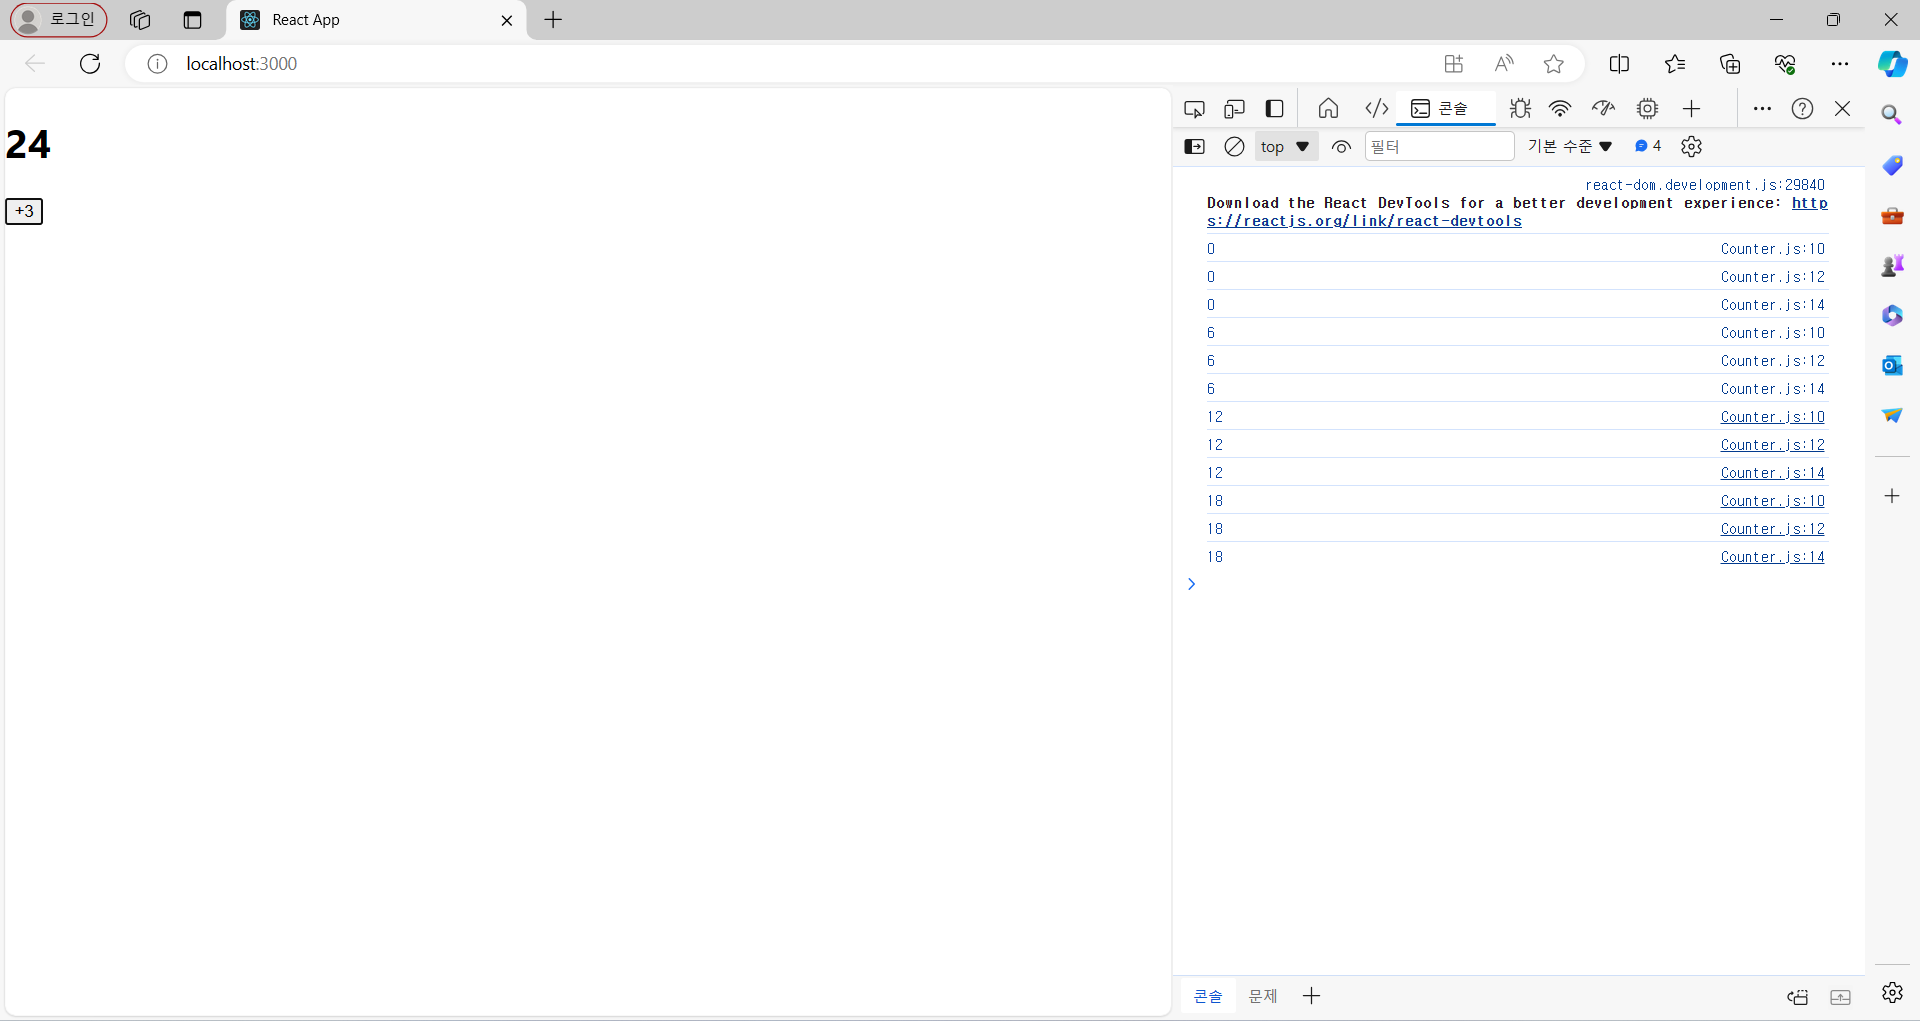 로그인
React App
localhost:3000
24
+3
콘솔
top
필터
기본 수준
4
react-dom.development.js:29840
Download the React DevTools for a better development experience: http
s://reactjs.org/link/react-devtools
0 Counter.js:10
0 Counter.js:12
0 Counter.js:14
6 Counter.js:10
6 Counter.js:12
6 Counter.js:14
12 Counter.js:10
12 Counter.js:12
12 Counter.js:14
18 Counter.js:10
18 Counter.js:12
18 Counter.js:14
콘솔
문제